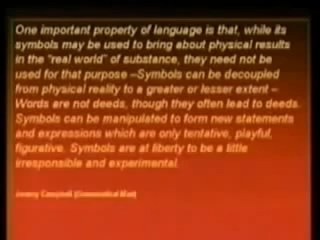 One important property of language is that, while its
symbols may be used to bring about physical results
in the "real world" of substance, they need not be
used for that purpose –Symbols can be decoupled
from physical reality to a greater or lesser extent –
Words are not deeds, though they often lead to deeds.
Symbols can be manipulated to form new statements
and expressions which are only tentative, playful,
figurative. Symbols are at liberty to be a little
irresponsible and experimental.
Jeremy Campbell (Grammatical Man)